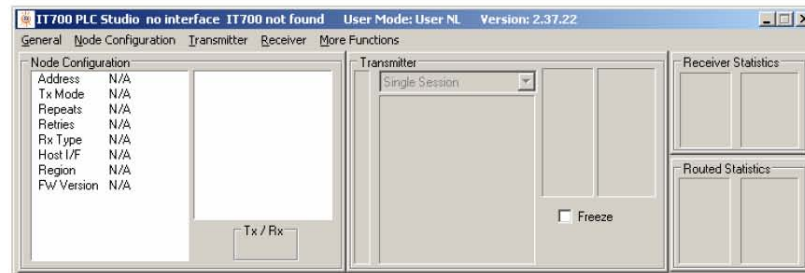 IT700 PLC Studio no interface IT700 not found User Mode: User NL Version: 2.37.22
General Node Configuration Transmitter Receiver More Functions
Node Configuration
Address N/A
Tx Mode N/A
Repeats N/A
Retries N/A
Rx Type N/A
Host I/F N/A
Region N/A
FW Version N/A
Tx / Rx
Transmitter
Single Session
Freeze
Receiver Statistics
Routed Statistics